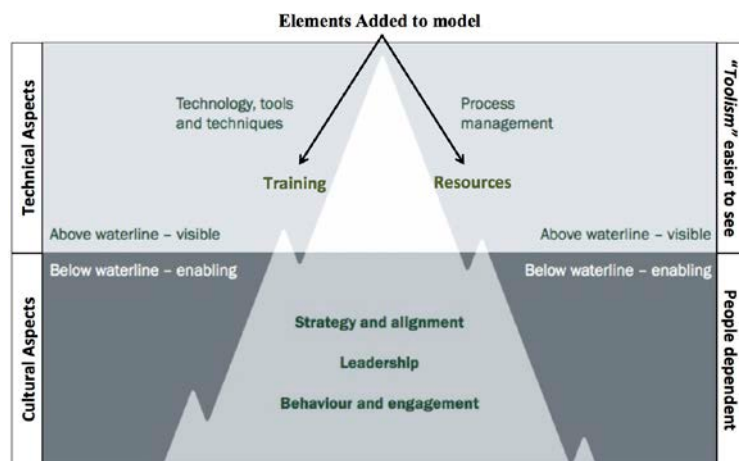 Elements Added to model
Technical Aspects
Technology, tools
and techniques
Process
management
"Toolism" easier to see
Training
Resources
Above waterline – visible
Above waterline – visible
Below waterline – enabling
Below waterline – enabling
Cultural Aspects
Strategy and alignment
Leadership
Behaviour and engagement
People dependent